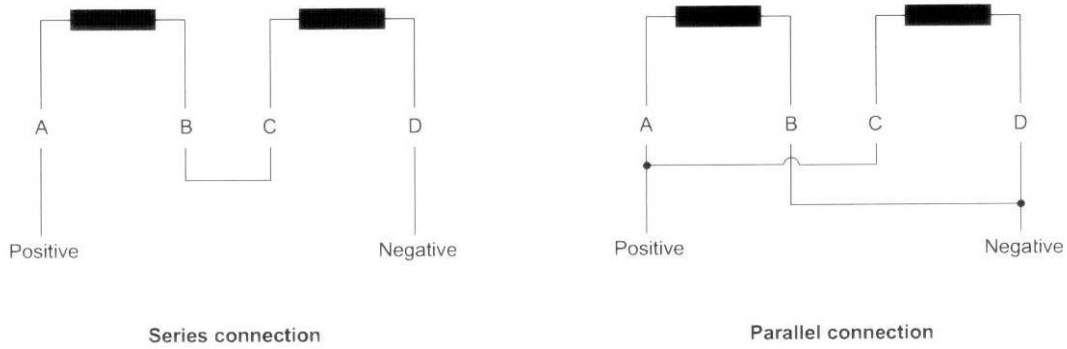 A B C D
Positive Negative
Series connection
A B C D
Positive Negative
Parallel connection